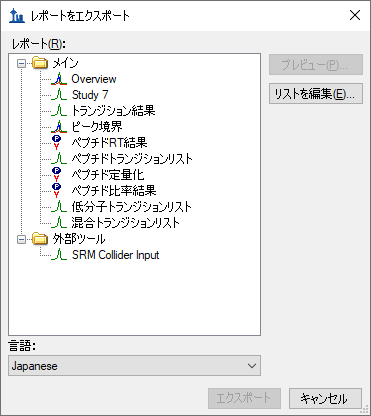 レポートをエクスポート
レポート(R):
メイン
Overview
Study 7
トランジション結果
ピーク境界
ペプチドRT結果
ペプチドトランジションリスト
ペプチド定量化
ペプチド比率結果
低分子トランジションリスト
混合トランジションリスト
外部ツール
SRM Collider Input
プレビュー(P)...
リストを編集(E)...
言語:
Japanese
エクスポート
キャンセル